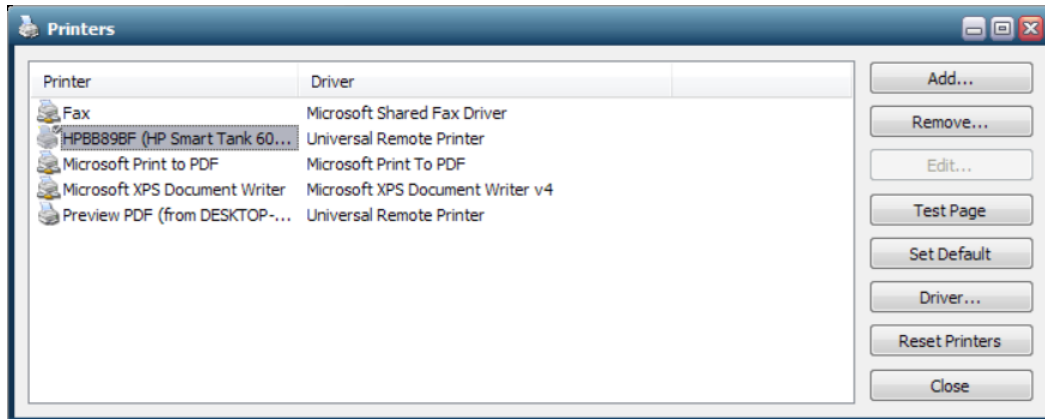 Printers
Printer Driver
Fax Microsoft Shared Fax Driver
HPBB89BF (HP Smart Tank 60... Universal Remote Printer
Microsoft Print to PDF Microsoft Print To PDF
Microsoft XPS Document Writer Microsoft XPS Document Writer v4
Preview PDF (from DESKTOP-... Universal Remote Printer
Add...
Remove...
Edit...
Test Page
Set Default
Driver...
Reset Printers
Close